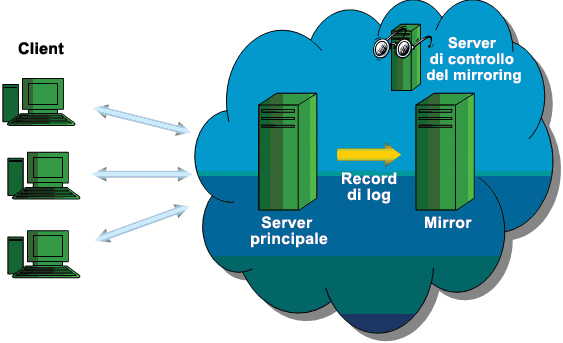 Client
Server
di controllo
del mirroring
Record
di log
Server
principale
Mirror